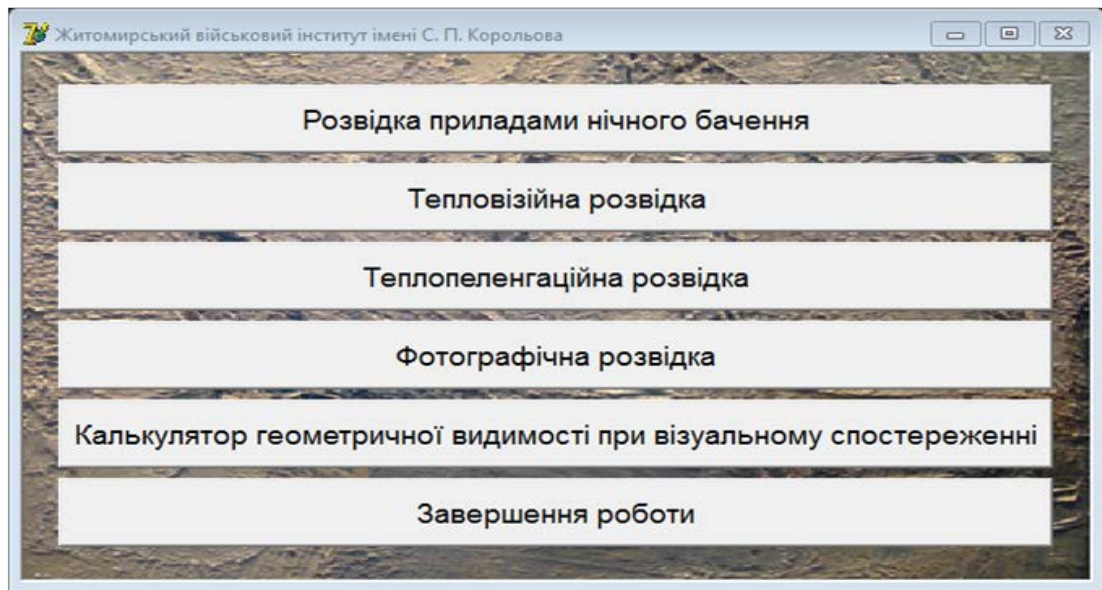 Житомирський військовий інститут імені С. П. Корольова
Розвідка приладами нічного бачення
Тепловізійна розвідка
Теплопеленгаційна розвідка
Фотографічна розвідка
Калькулятор геометричної видимості при візуальному спостереженні
Завершення роботи